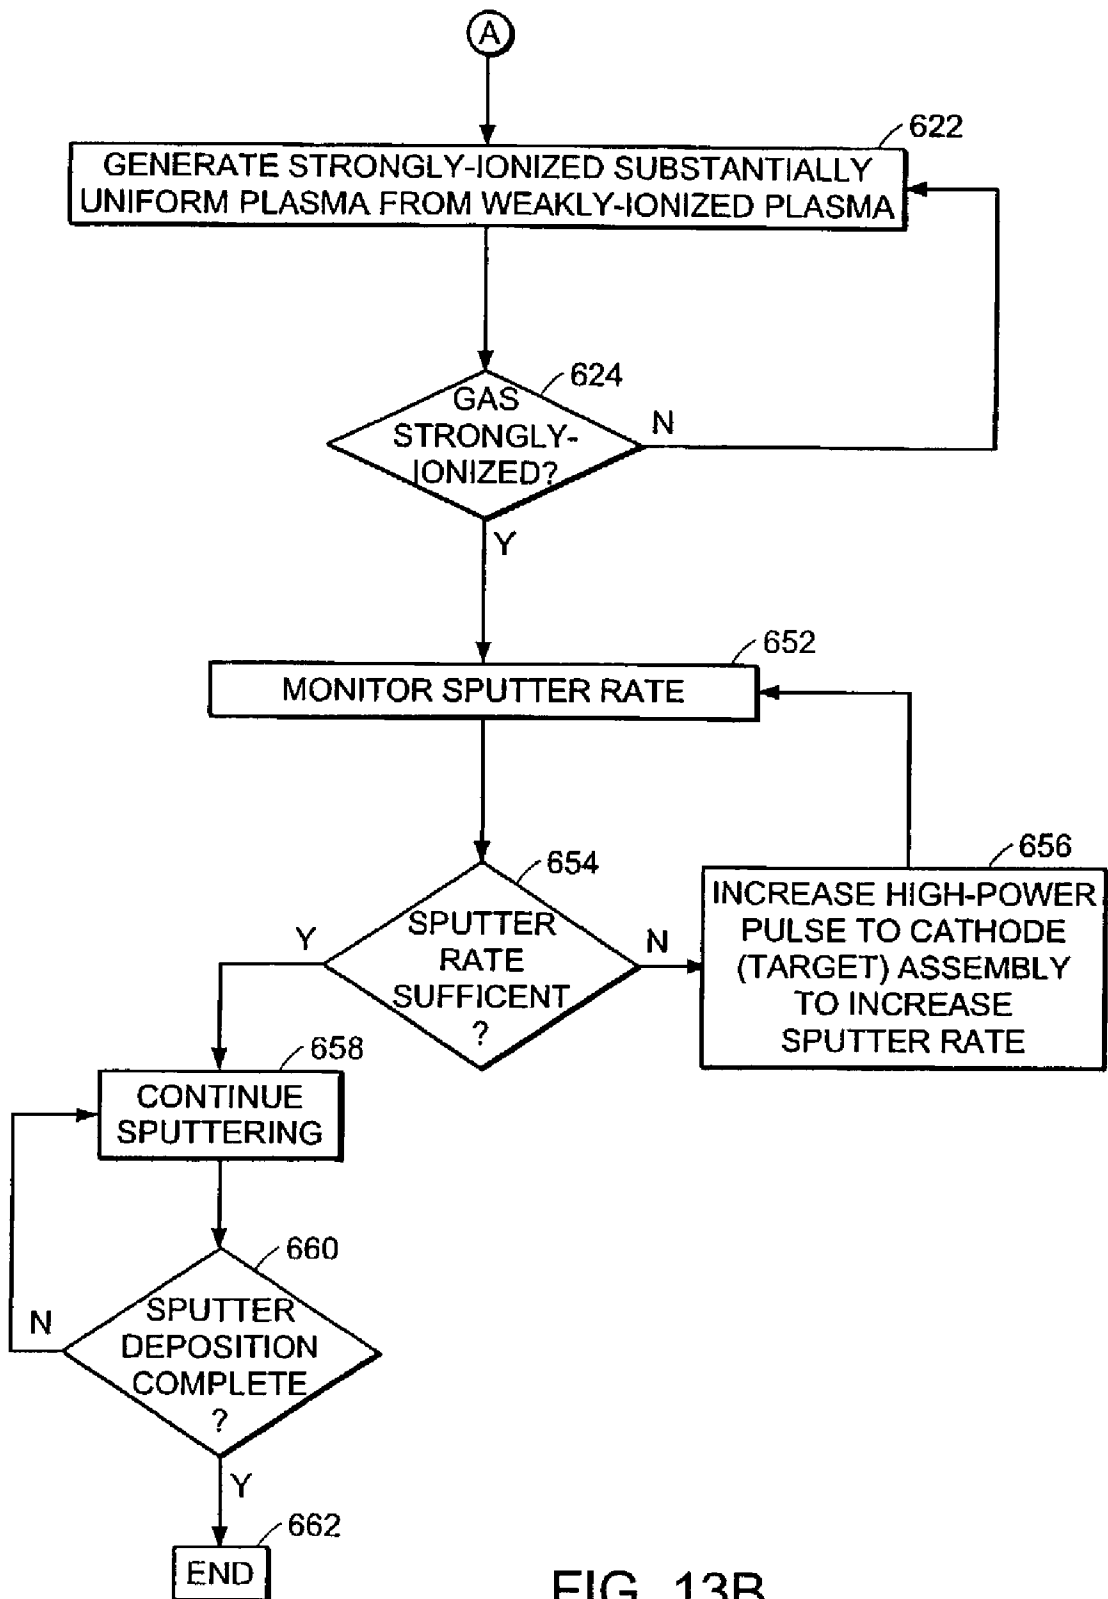 A
622
GENERATE STRONGLY-IONIZED SUBSTANTIALLY
UNIFORM PLASMA FROM WEAKLY-IONIZED PLASMA
624
GAS
STRONGLY-
IONIZED?
N
Y
652
MONITOR SPUTTER RATE
654
SPUTTER
RATE
SUFFICENT
?
Y
N
656
INCREASE HIGH-POWER
PULSE TO CATHODE
(TARGET) ASSEMBLY
TO INCREASE
SPUTTER RATE
658
CONTINUE
SPUTTERING
660
SPUTTER
DEPOSITION
COMPLETE
?
N
Y
662
END
FIG. 13B